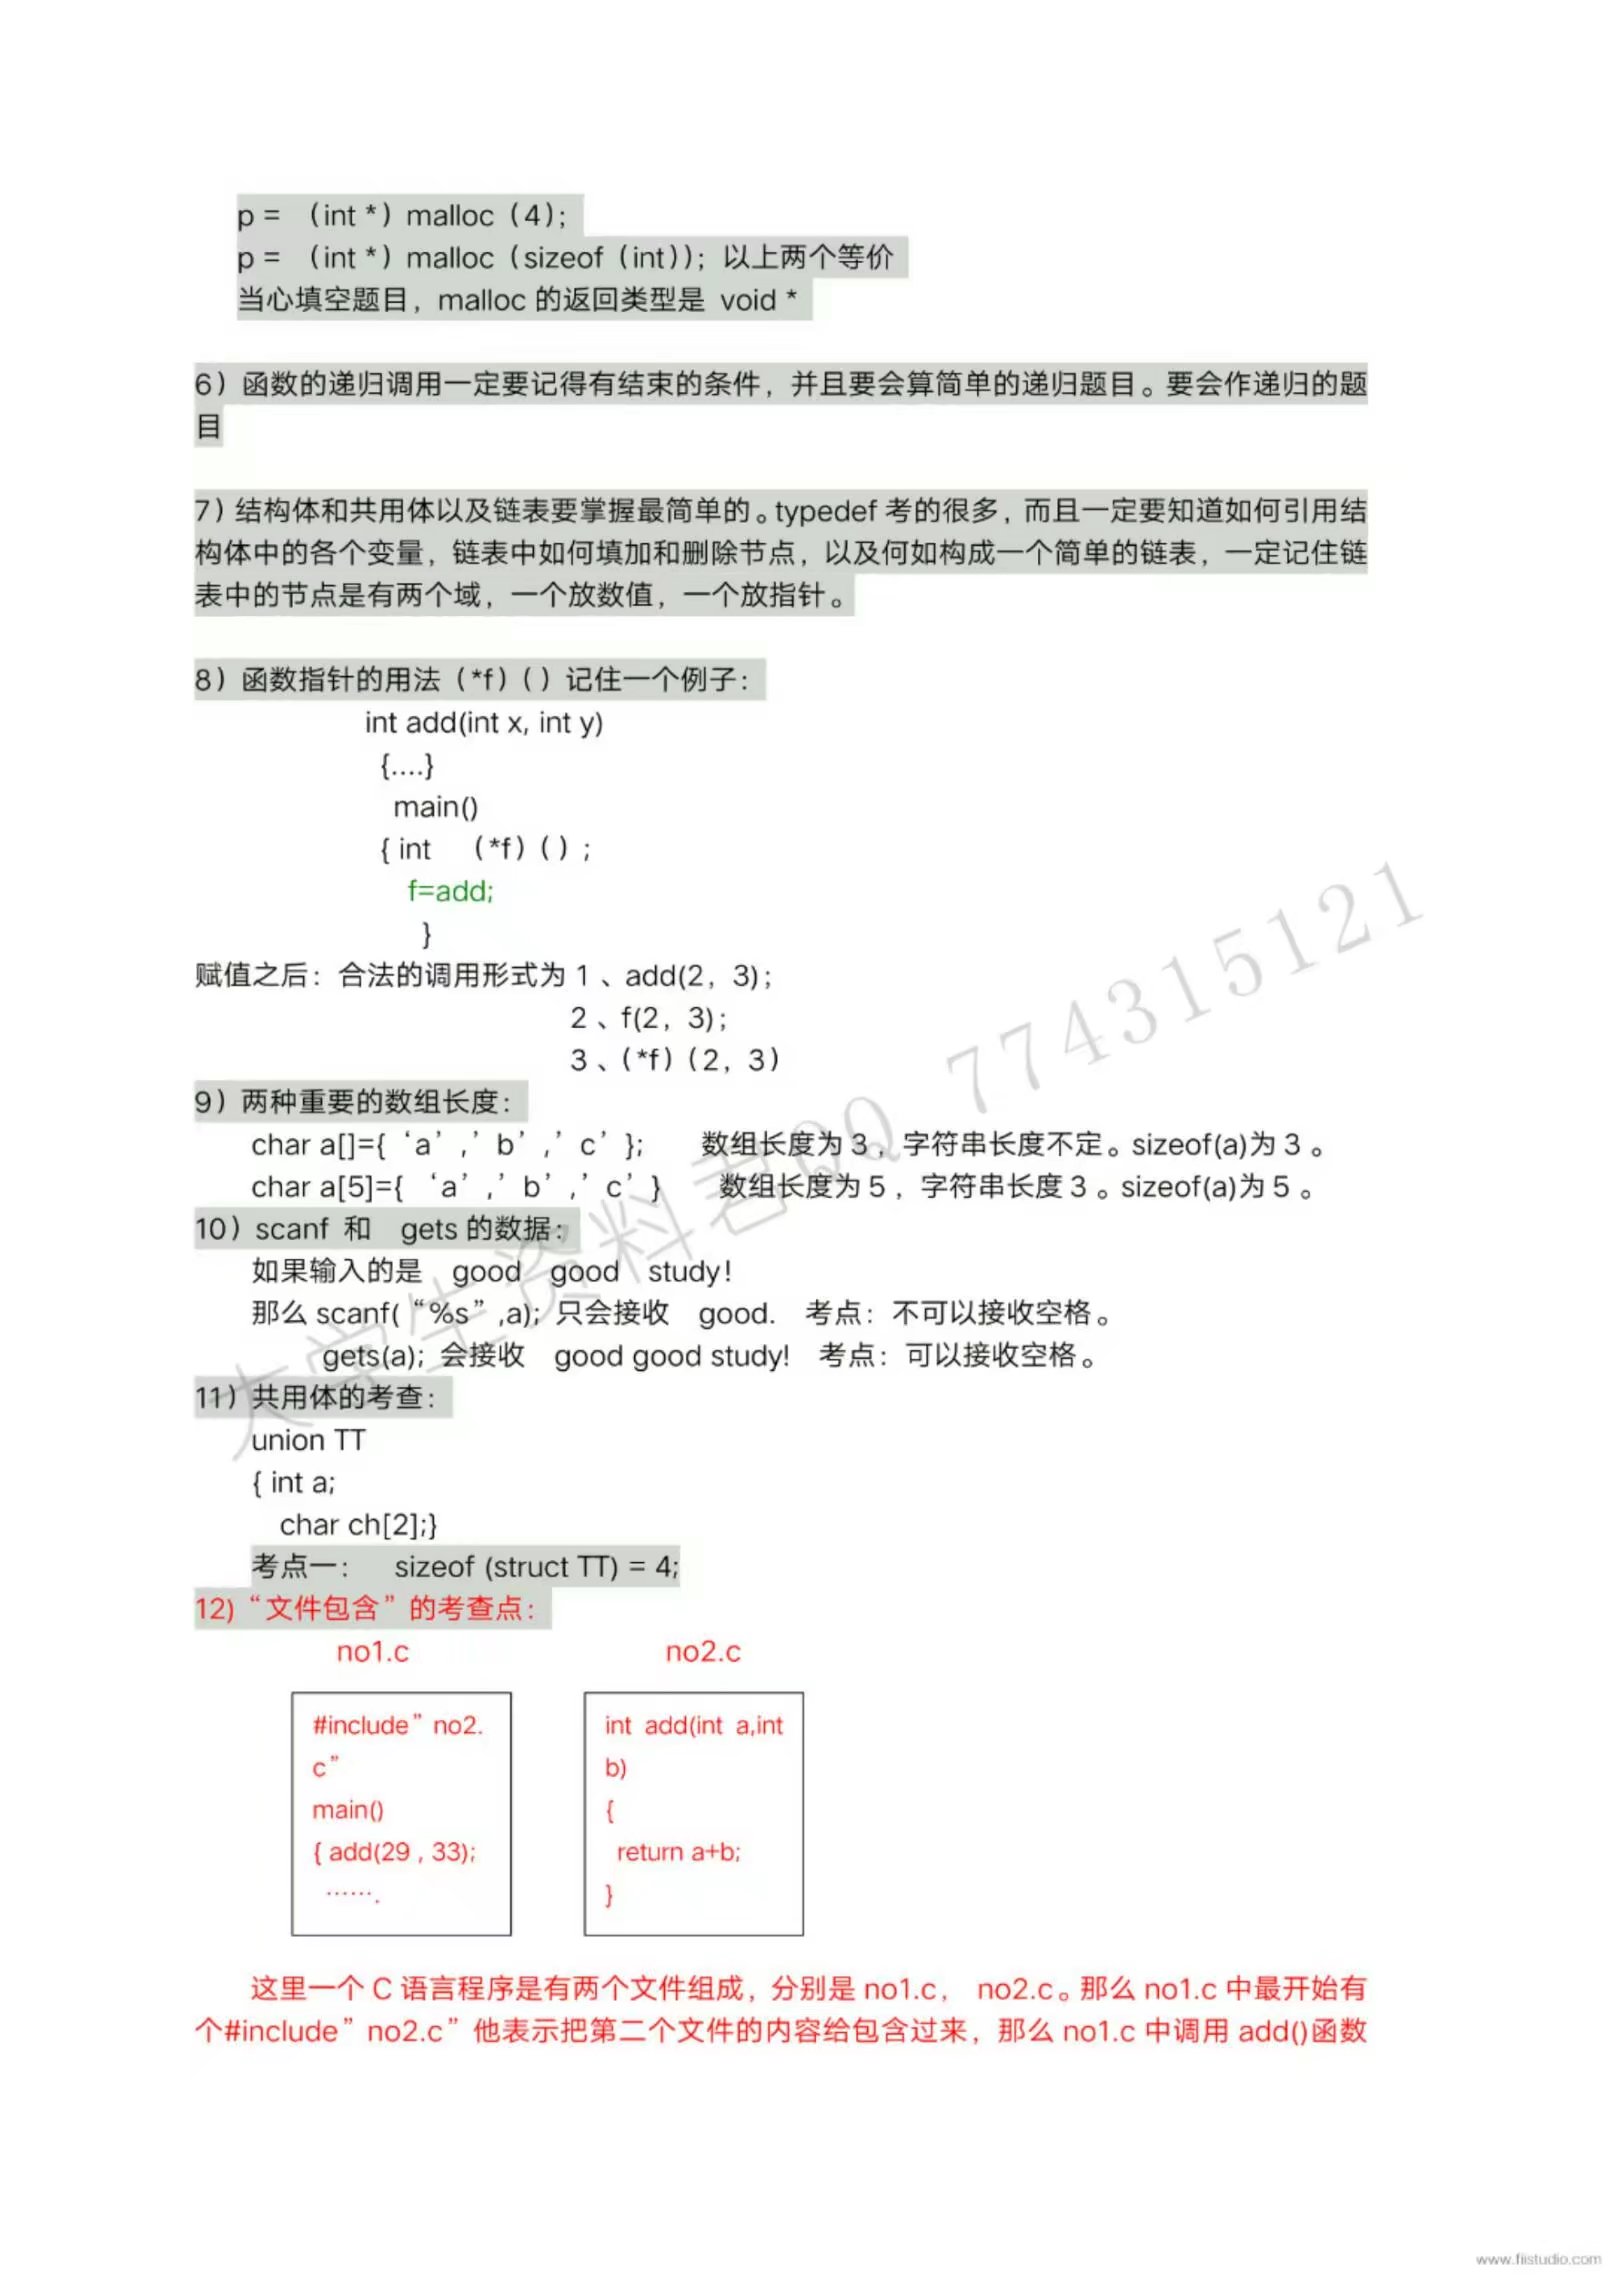 p = （int *）malloc（4）；
p = （int *）malloc（sizeof（int））；以上两个等价
当心填空题目，malloc 的返回类型是 void *
6）函数的递归调用一定要记得有结束的条件，并且要会算简单的递归题目。要会作递归的题
目
7）结构体和共用体以及链表要掌握最简单的。typedef 考的很多，而且一定要知道如何引用结
构体中的各个变量，链表中如何填加和删除节点，以及何如构成一个简单的链表，一定记住链
表中的节点是有两个域，一个放数值，一个放指针。
8）函数指针的用法（*f）（）记住一个例子：
int add(int x, int y)
{....}
main()
{ int （*f）（）；
f=add;
}
赋值之后：合法的调用形式为 1 、add(2，3)；
2 、f(2，3)；
3 、（*f）（2，3）
9）两种重要的数组长度：
char a[]={‘a’,’b’,’c’}; 数组长度为 3 ，字符串长度不定。sizeof(a)为 3 。
char a[5]={‘a’,’b’,’c’} 数组长度为 5 ，字符串长度 3 。sizeof(a)为 5 。
10）scanf 和 gets 的数据：
如果输入的是 good good study！
那么 scanf(“%s”,a); 只会接收 good. 考点：不可以接收空格。
gets(a); 会接收 good good study! 考点：可以接收空格。
11）共用体的考查：
union TT
{ int a;
char ch[2];}
考点一： sizeof (struct TT) = 4;
12)“文件包含”的考查点：
no1.c no2.c
#include”no2.
c”
main()
{ add(29 , 33);
…….
int add(int a,int
b)
{
return a+b;
}
这里一个 C 语言程序是有两个文件组成，分别是 no1.c， no2.c。那么 no1.c 中最开始有
个#include”no2.c”他表示把第二个文件的内容给包含过来，那么 no1.c 中调用 add()函数
大学生资料君QQ 774315121
www.fiistudio.com